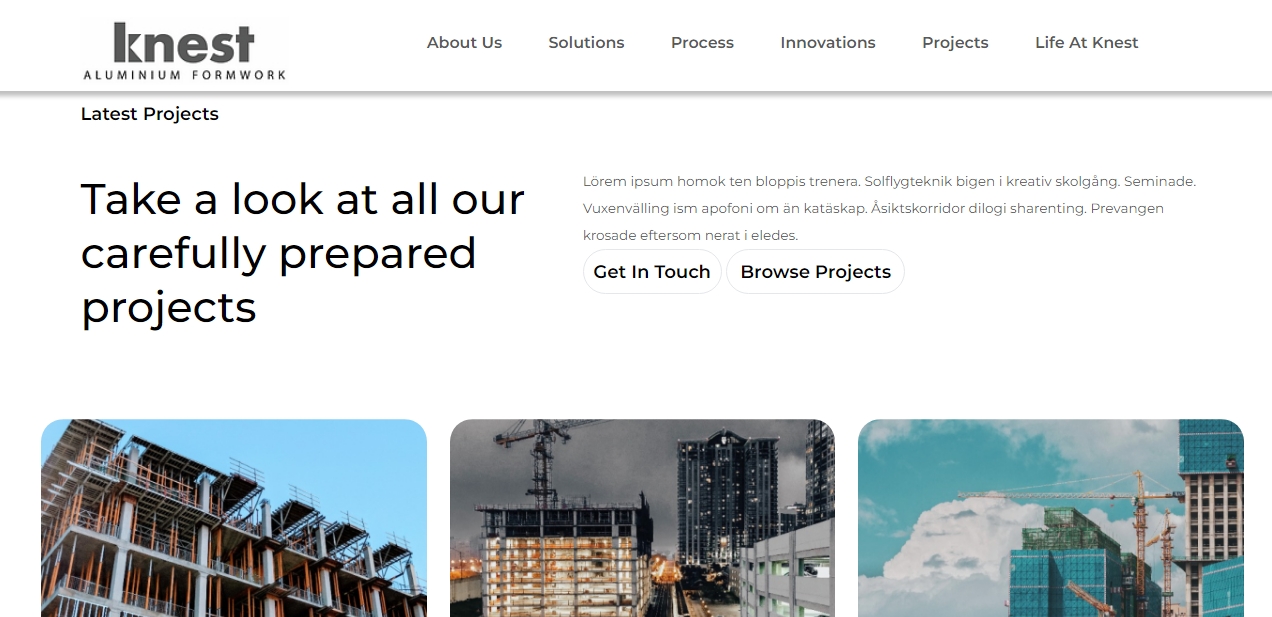 knest
ALUMINIUM FORMWORK
About Us Solutions Process Innovations Projects Life At Knest
Latest Projects
Take a look at all our
carefully prepared
projects
Lörem ipsum homok ten bloppis trenera. Solflygteknik bigen i kreativ skolgång. Seminade.
Vuxenvälling ism apofoni om än katäskap. Åsiktskorridor dilogi sharenting. Prevangen
krosade eftersom nerat i eledes.
Get In Touch Browse Projects